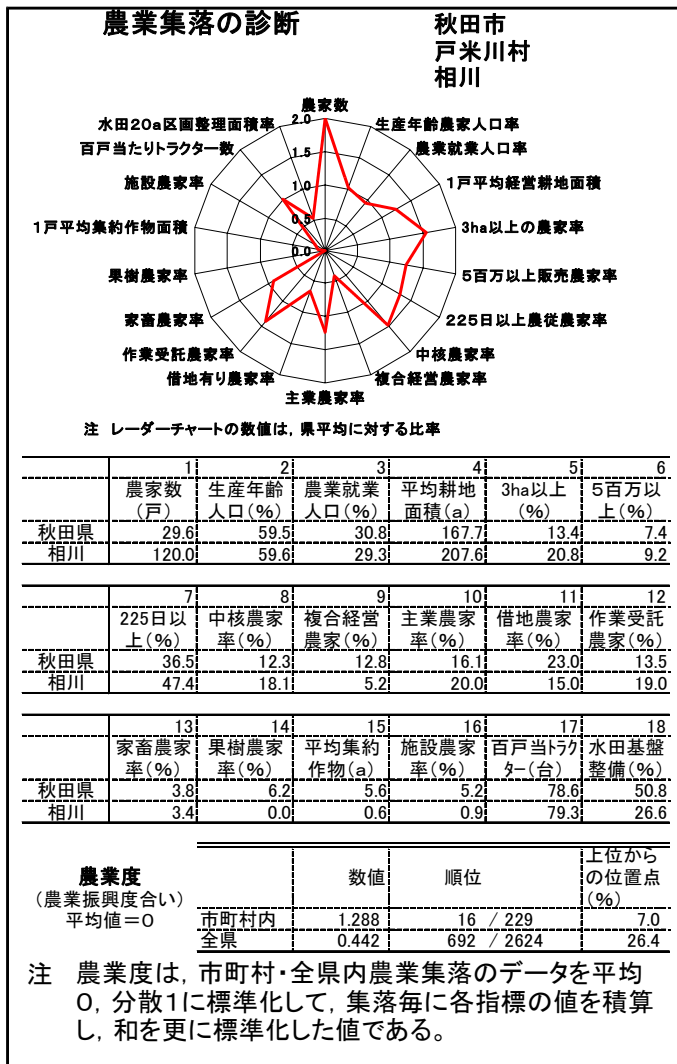 農業集落の診断
秋田市
戸米川村
相川
農家数
生産年齢農家人口率
農業就業人口率
1戸平均経営耕地面積
3ha以上の農家率
5百万以上販売農家率
225日以上農従農家率
中核農家率
複合経営農家率
主業農家率
借地有り農家率
作業受託農家率
家畜農家率
果樹農家率
1戸平均集約作物面積
施設農家率
百戸当たりトラクター数
水田20a区画整理面積率
2.0
1.5
1.0
0.5
0.0
注 レーダーチャートの数値は，県平均に対する比率
1 2 3 4 5 6
農家数 生産年齢 農業就業 平均耕地 3ha以上 5百万以
(戸) 人口(%) 人口(%) 面積(a) (%) 上(%)
秋田県 29.6 59.5 30.8 167.7 13.4 7.4
相川 120.0 59.6 29.3 207.6 20.8 9.2
7 8 9 10 11 12
225日以 中核農家 複合経営 主業農家 借地農家 作業受託
上(%) 率(%) 農家(%) 率(%) 率(%) 農家(%)
秋田県 36.5 12.3 12.8 16.1 23.0 13.5
相川 47.4 18.1 5.2 20.0 15.0 19.0
13 14 15 16 17 18
家畜農家 果樹農家 平均集約 施設農家 百戸当トラク 水田基盤
率(%) 率(%) 作物(a) 率(%) ター(台) 整備(%)
秋田県 3.8 6.2 5.6 5.2 78.6 50.8
相川 3.4 0.0 0.6 0.9 79.3 26.6
農業度
(農業振興度合い)
平均値=0
数値 順位 上位から
の位置点
(%)
市町村内 1.288 16 / 229 7.0
全県 0.442 692 / 2624 26.4
注 農業度は，市町村・全県内農業集落のデータを平均
0，分散1に標準化して，集落毎に各指標の値を積算
し，和を更に標準化した値である。